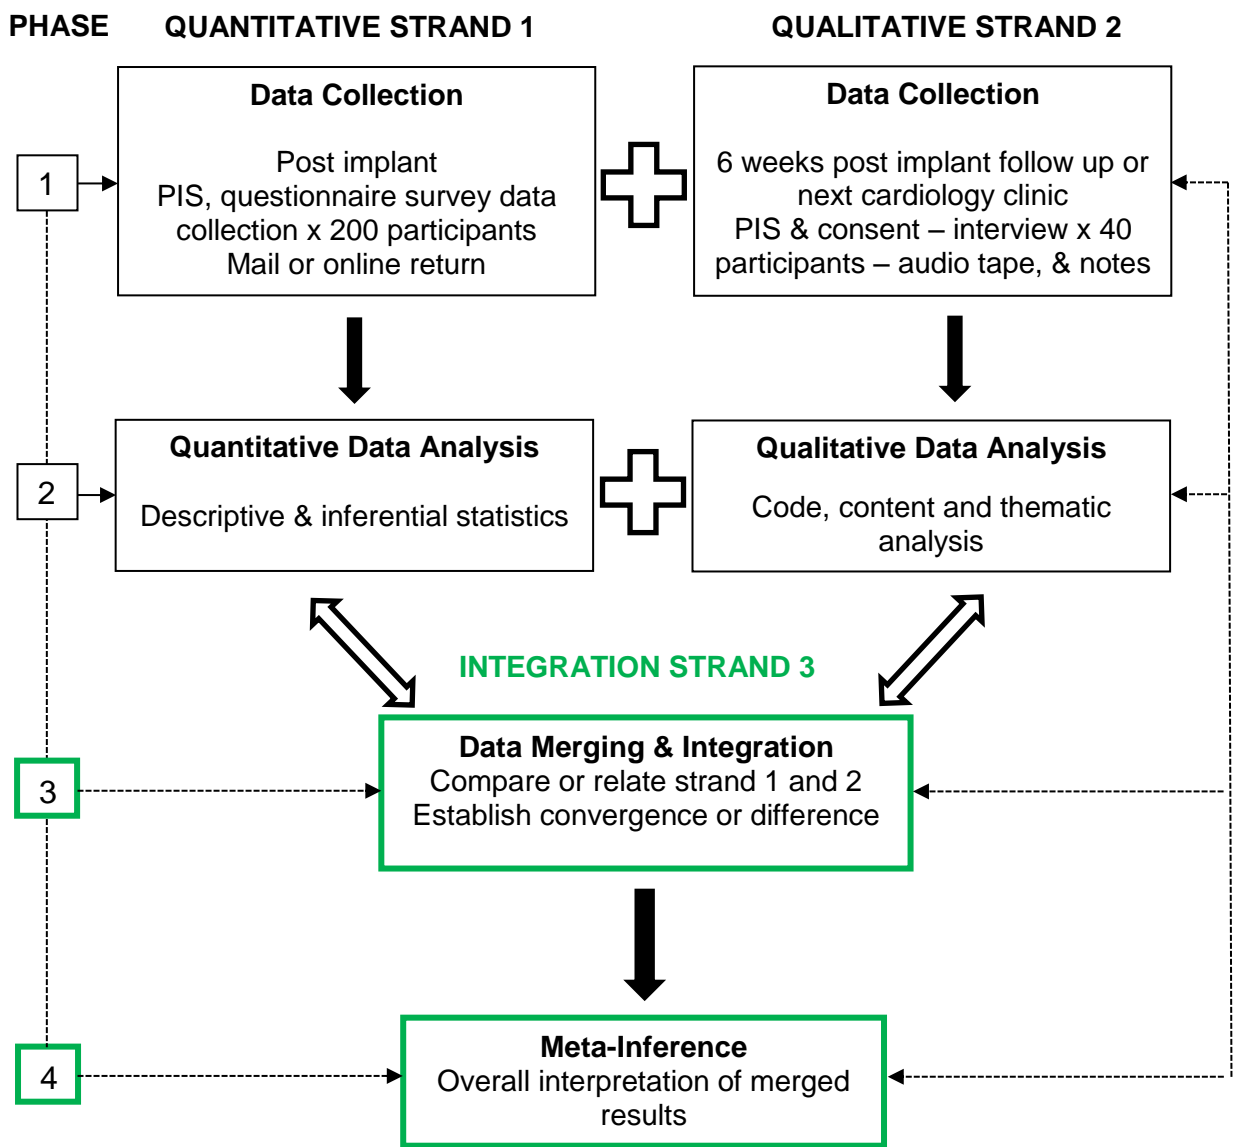 PHASE
QUANTITATIVE STRAND 1
QUALITATIVE STRAND 2
1
Data Collection
Post implant
PIS, questionnaire survey data
collection x 200 participants
Mail or online return
Data Collection
6 weeks post implant follow up or
next cardiology clinic
PIS & consent – interview x 40
participants – audio tape, & notes
2
Quantitative Data Analysis
Descriptive & inferential statistics
Qualitative Data Analysis
Code, content and thematic
analysis
INTEGRATION STRAND 3
3
Data Merging & Integration
Compare or relate strand 1 and 2
Establish convergence or difference
4
Meta-Inference
Overall interpretation of merged
results